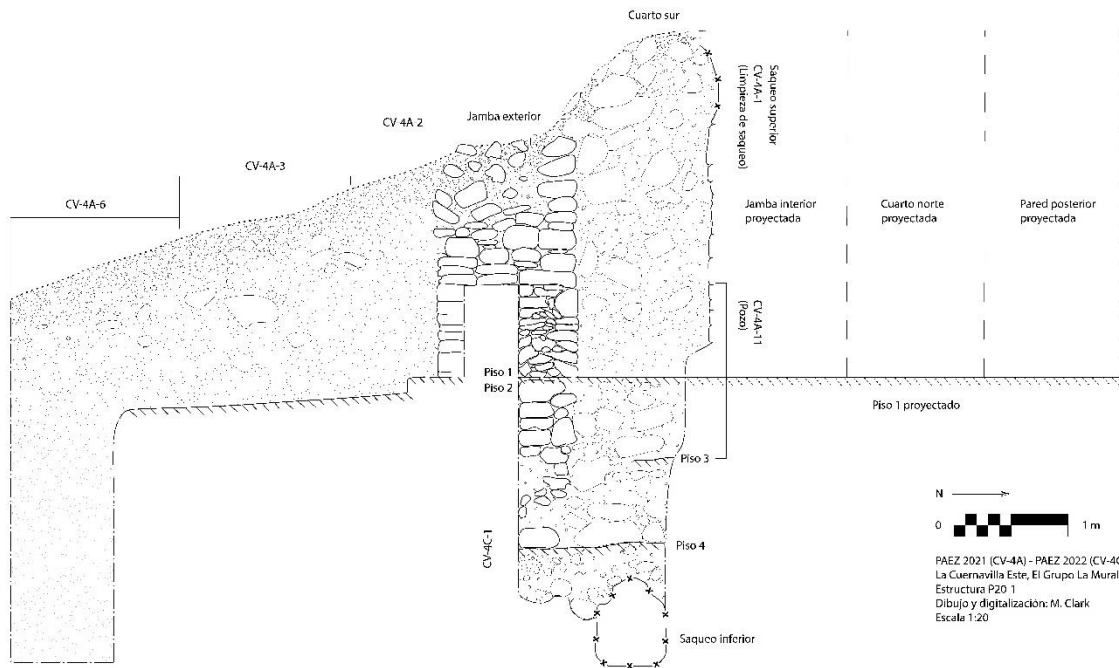 Cuarto sur
Saqueo superior
CV-4A-1
(Limpieza de saqueo)
CV-4A-2
Jamba exterior
CV-4A-3
CV-4A-6
Jamba interior
proyectada
Cuarto norte
proyectada
Pared posterior
proyectada
CV-4A-11
(Pozo)
Piso 1
Piso 2
Piso 1 proyectado
Piso 3
Piso 4
CV-4C-1
Saqueo inferior
N
0 1 m
PAEZ 2021 (CV-4A) - PAEZ 2022 (CV-4C
La Cuernavilla Este, El Grupo La Mural
Estructura P20 1
Dibujo y digitalización: M. Clark
Escala 1:20